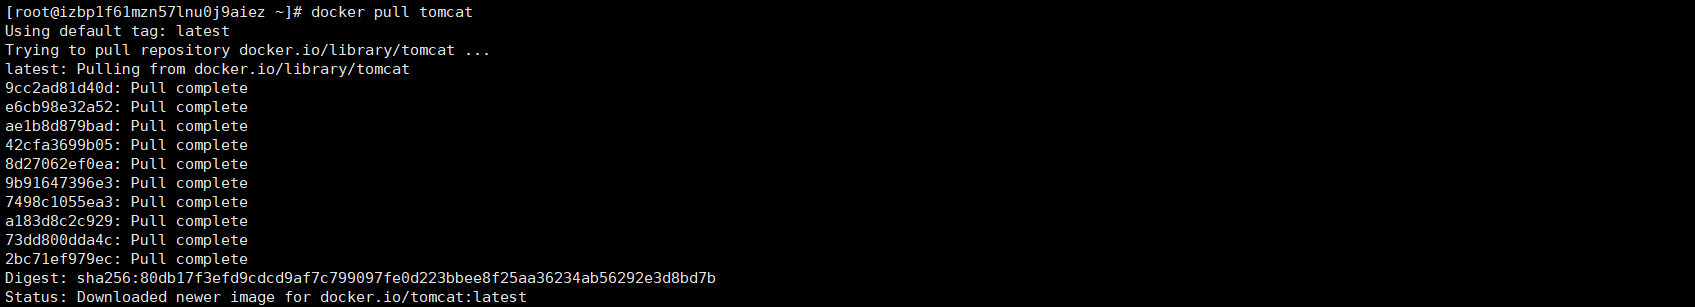 [root@izbp1f61mzn57lnu0j9aiez ~]# docker pull tomcat
Using default tag: latest
Trying to pull repository docker.io/library/tomcat ...
latest: Pulling from docker.io/library/tomcat
9cc2ad81d40d: Pull complete
e6cb98e32a52: Pull complete
ae1b8d879bad: Pull complete
42cfa3699b05: Pull complete
8d27062ef0ea: Pull complete
9b91647396e3: Pull complete
7498c1055ea3: Pull complete
a183d8c2c929: Pull complete
73dd800dda4c: Pull complete
2bc71ef979ec: Pull complete
Digest: sha256:80db17f3efd9cdcd9af7c799097fe0d223bbee8f25aa36234ab56292e3d8bd7b
Status: Downloaded newer image for docker.io/tomcat:latest